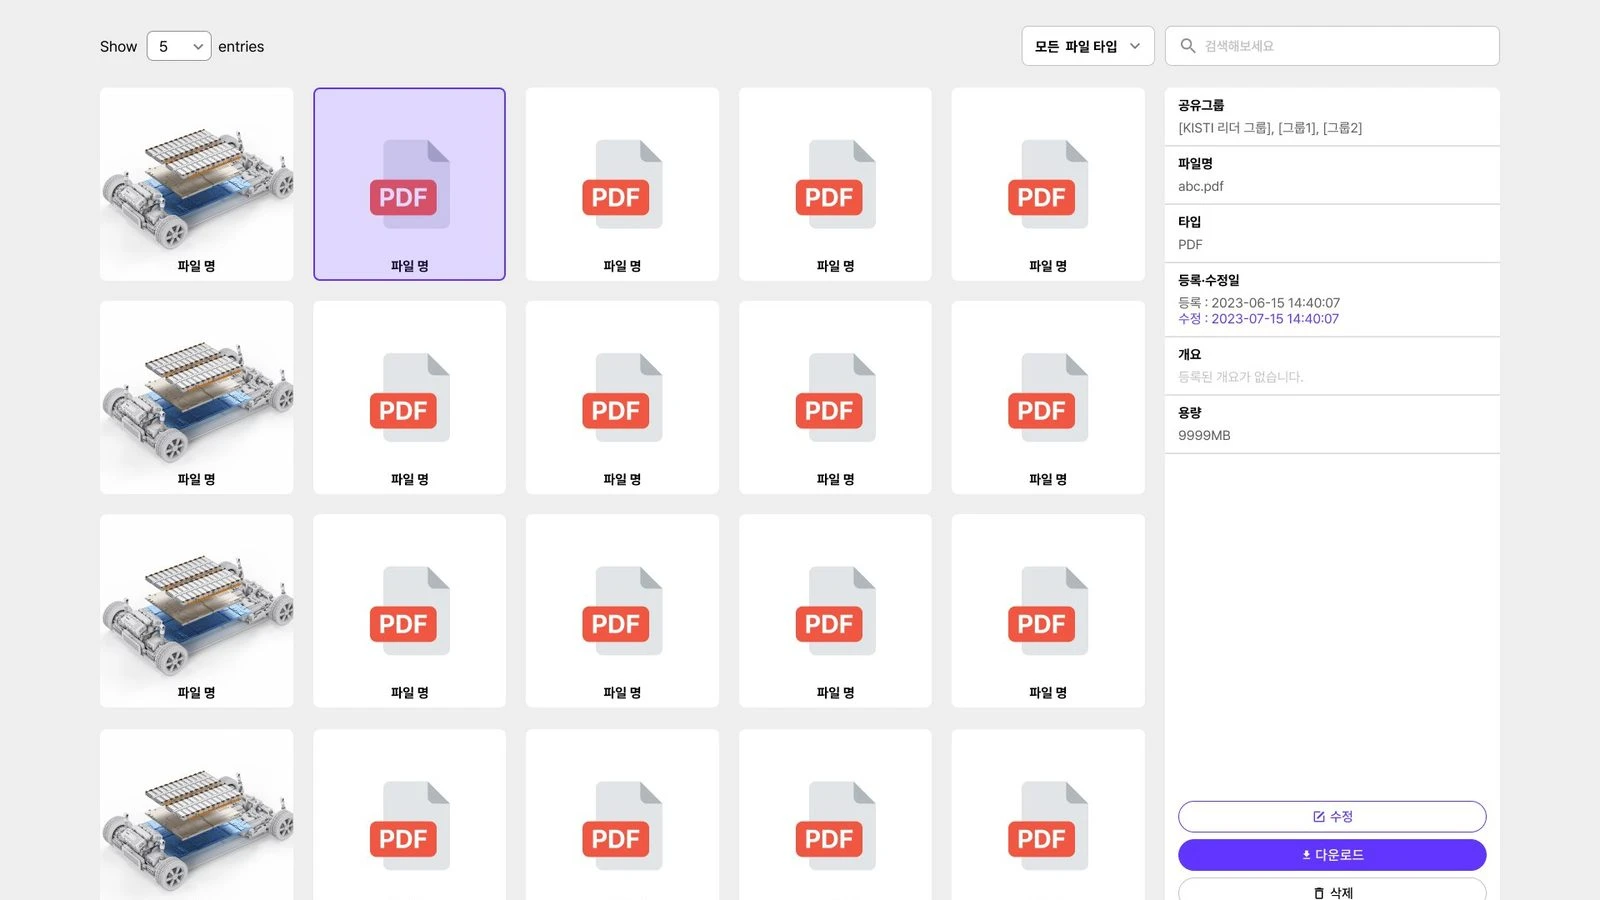 Show 5 entries
모든 파일 타입
검색해보세요
파일 명
PDF
파일 명
PDF
파일 명
PDF
파일 명
PDF
파일 명
파일 명
PDF
파일 명
PDF
파일 명
PDF
파일 명
PDF
파일 명
파일 명
PDF
파일 명
PDF
파일 명
PDF
파일 명
PDF
파일 명
PDF
PDF
PDF
PDF
공유그룹
[KISTI 리더 그룹], [그룹1], [그룹2]
파일명
abc.pdf
타입
PDF
등록·수정일
등록 : 2023-06-15 14:40:07
수정 : 2023-07-15 14:40:07
개요
등록된 개요가 없습니다.
용량
9999MB
수정
다운로드
삭제